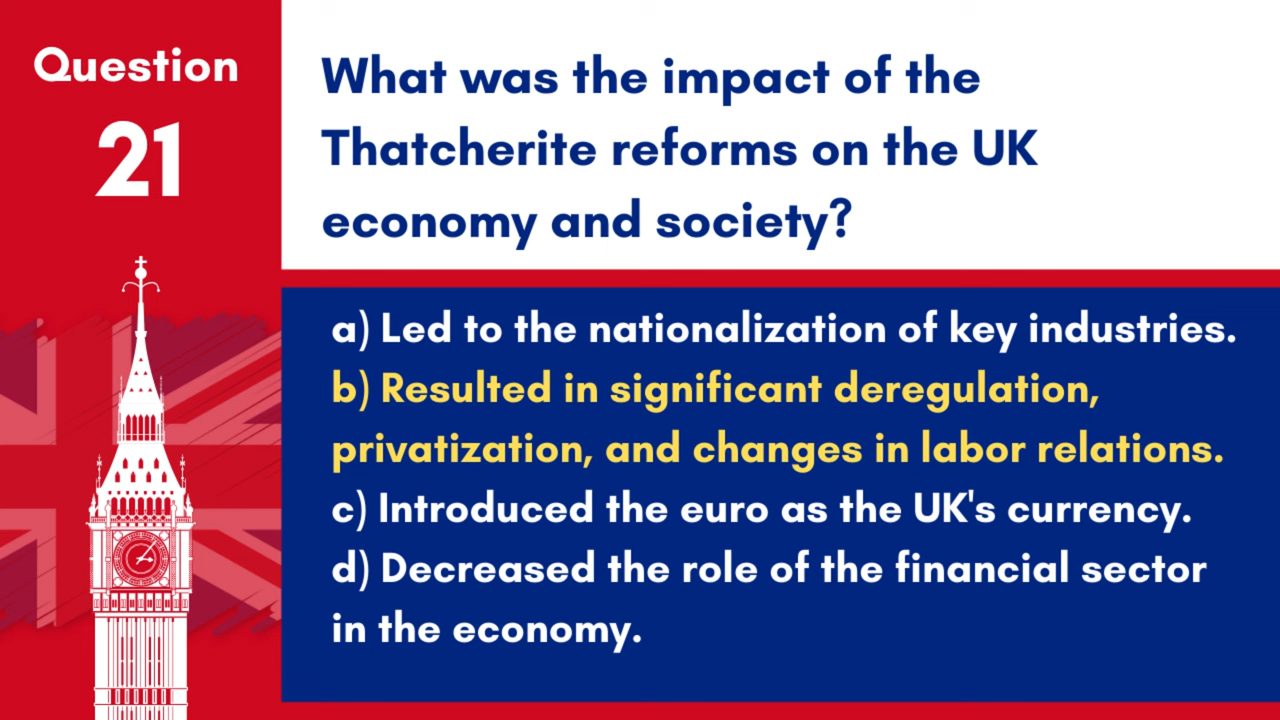 Question
21
What was the impact of the
Thatcherite reforms on the UK
economy and society?
a) Led to the nationalization of key industries.
b) Resulted in significant deregulation,
privatization, and changes in labor relations.
c) Introduced the euro as the UK's currency.
d) Decreased the role of the financial sector
in the economy.